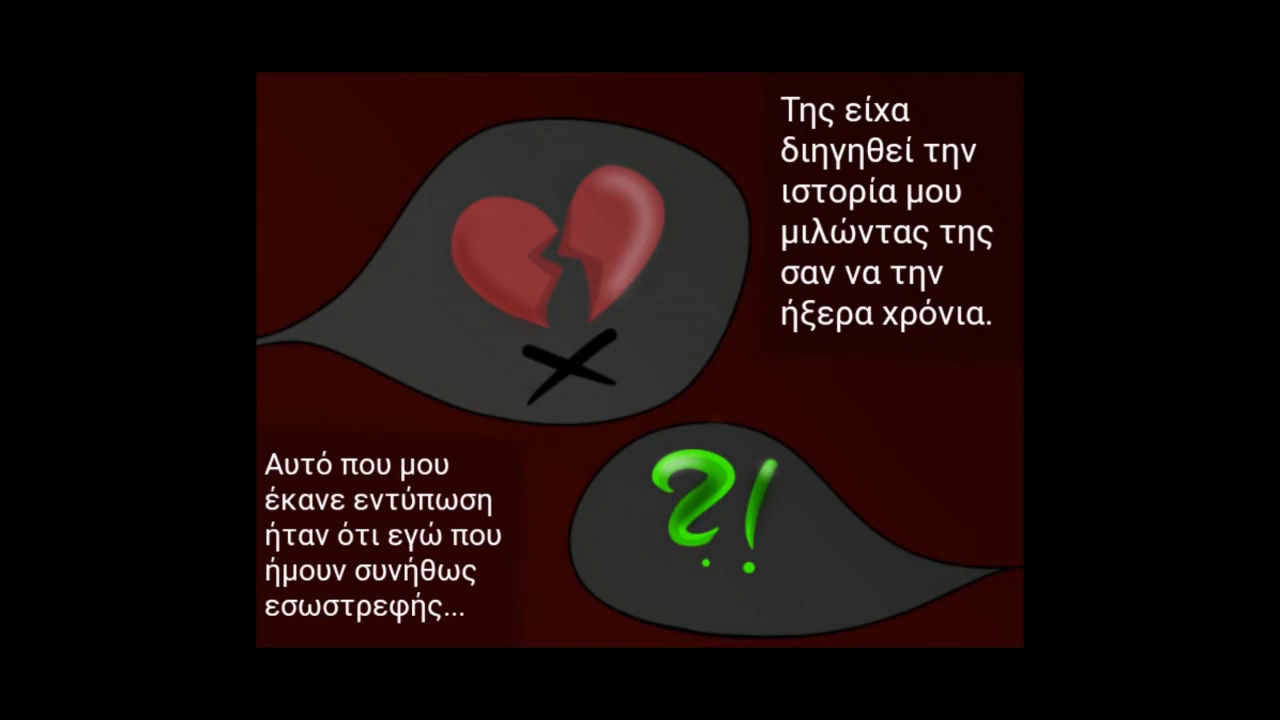 Της είχα
διηγηθεί την
ιστορία μου
μιλώντας της
σαν να την
ήξερα χρόνια.
?!
Αυτό που μου
έκανε εντύπωση
ήταν ότι εγώ που
ήμουν συνήθως
εσωστρεφής...